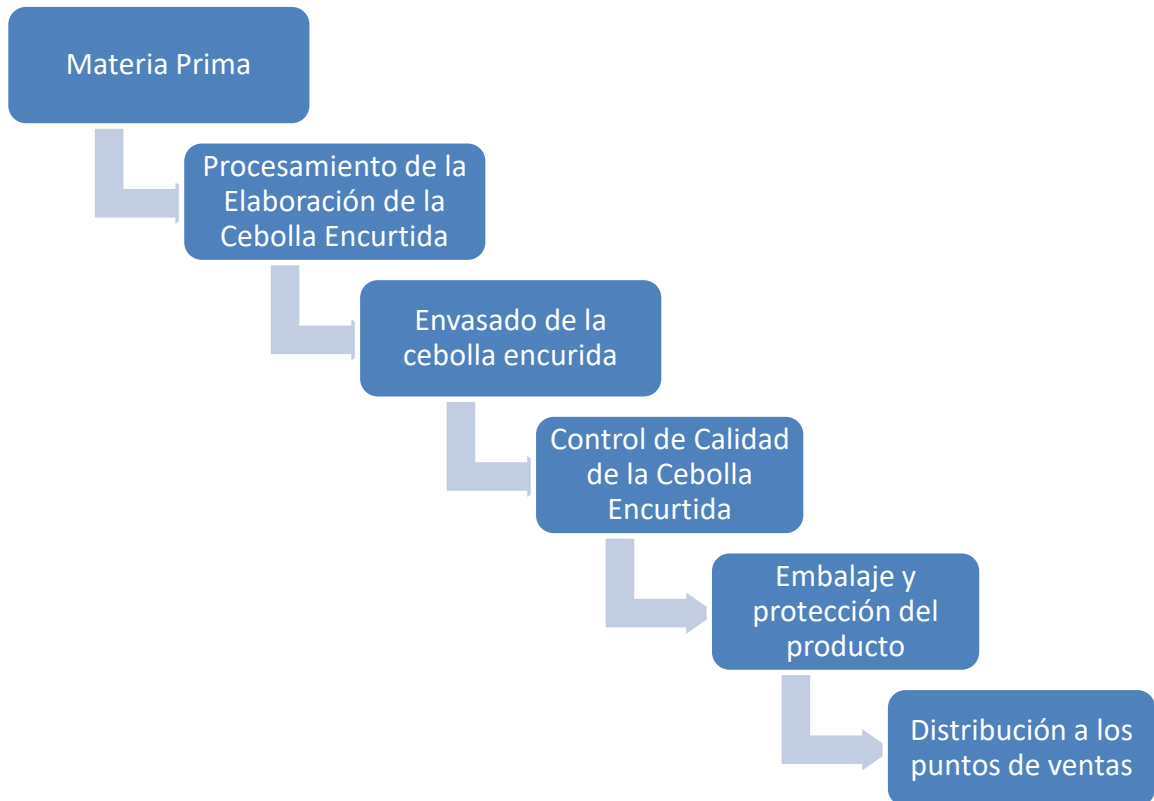 Materia Prima
Procesamiento de la
Elaboración de la
Cebolla Encurtida
Envasado de la
cebolla encurida
Control de Calidad
de la Cebolla
Encurtida
Embalaje y
protección del
producto
Distribución a los
puntos de ventas